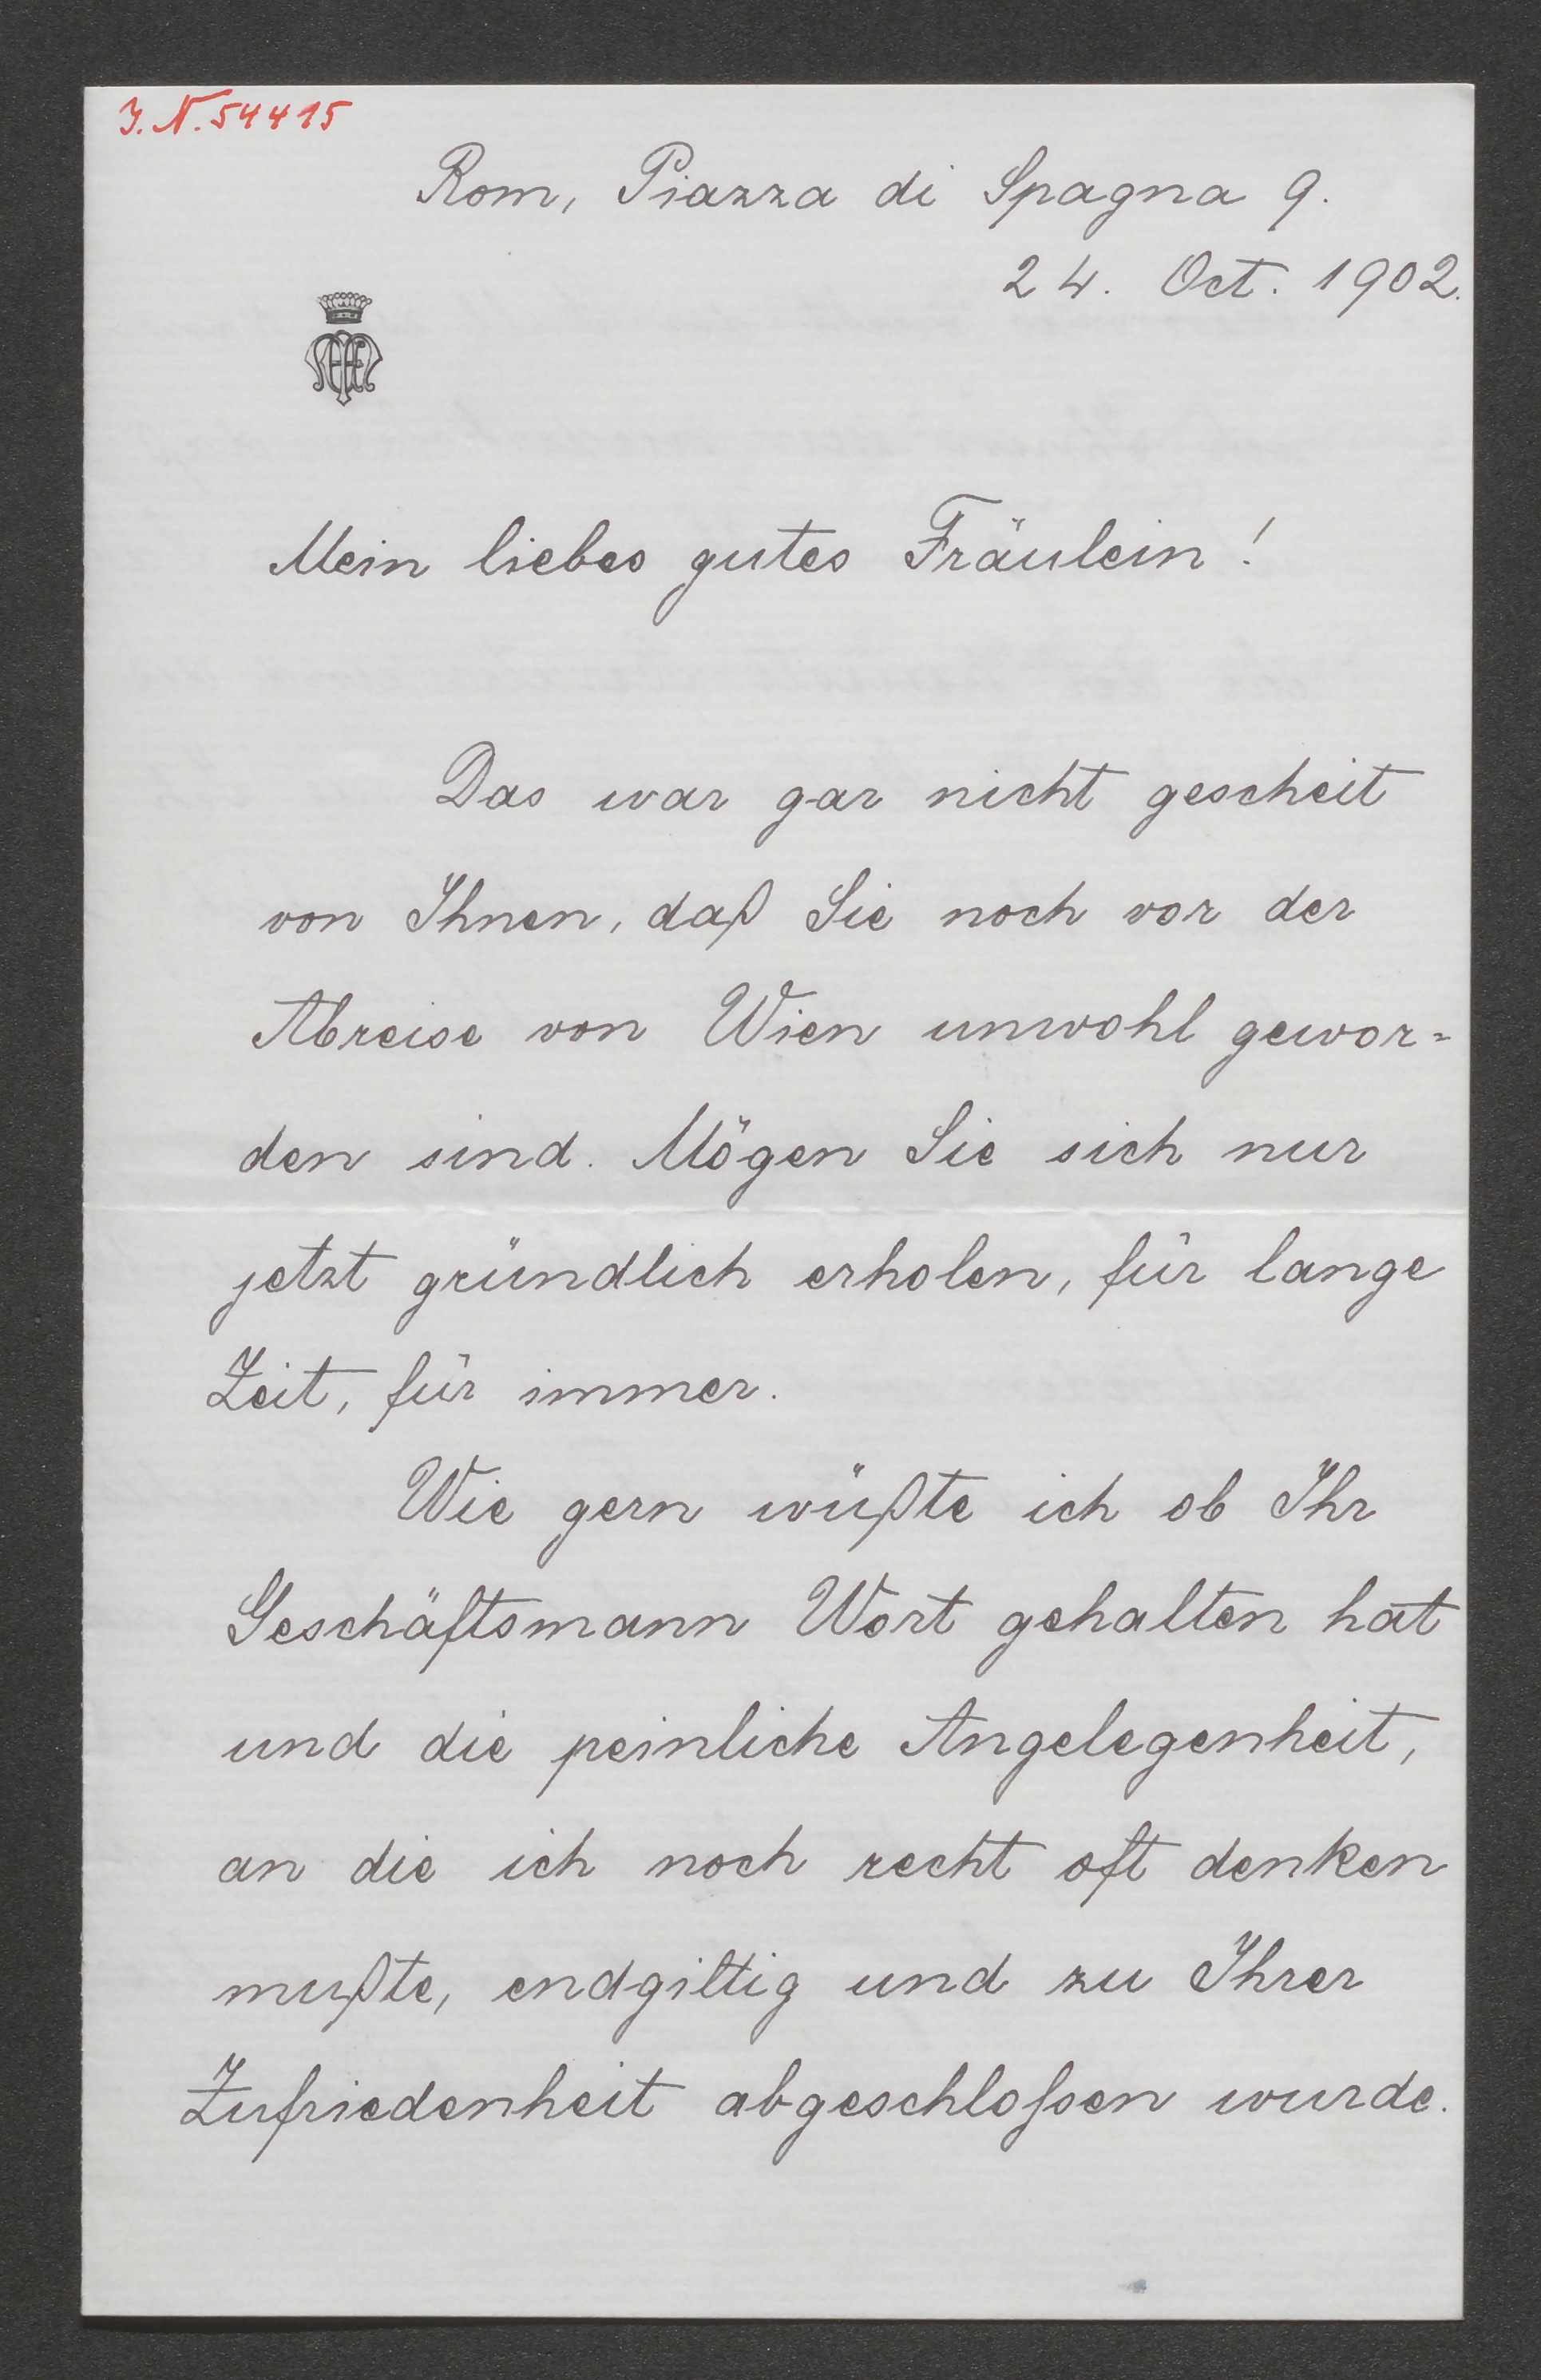 J. N. 54415
Rom, Piazza di Spagna 9.
24. Oct. 1902.
Mein liebes gutes Fräulein!
Das war gar nicht gescheit
von Ihnen, daß Sie noch vor der
Abreise von Wien unwohl gewor=
den sind. Mögen Sie sich nur
jetzt gründlich erholen, für lange
Zeit, für immer.
Wie gern wüßte ich ob Ihr
Geschäftsmann Wort gehalten hat
und die peinliche Angelegenheit,
an die ich noch recht oft denken
mußte, endgiltig und zu Ihrer
Zufriedenheit abgeschloſsen wurde.